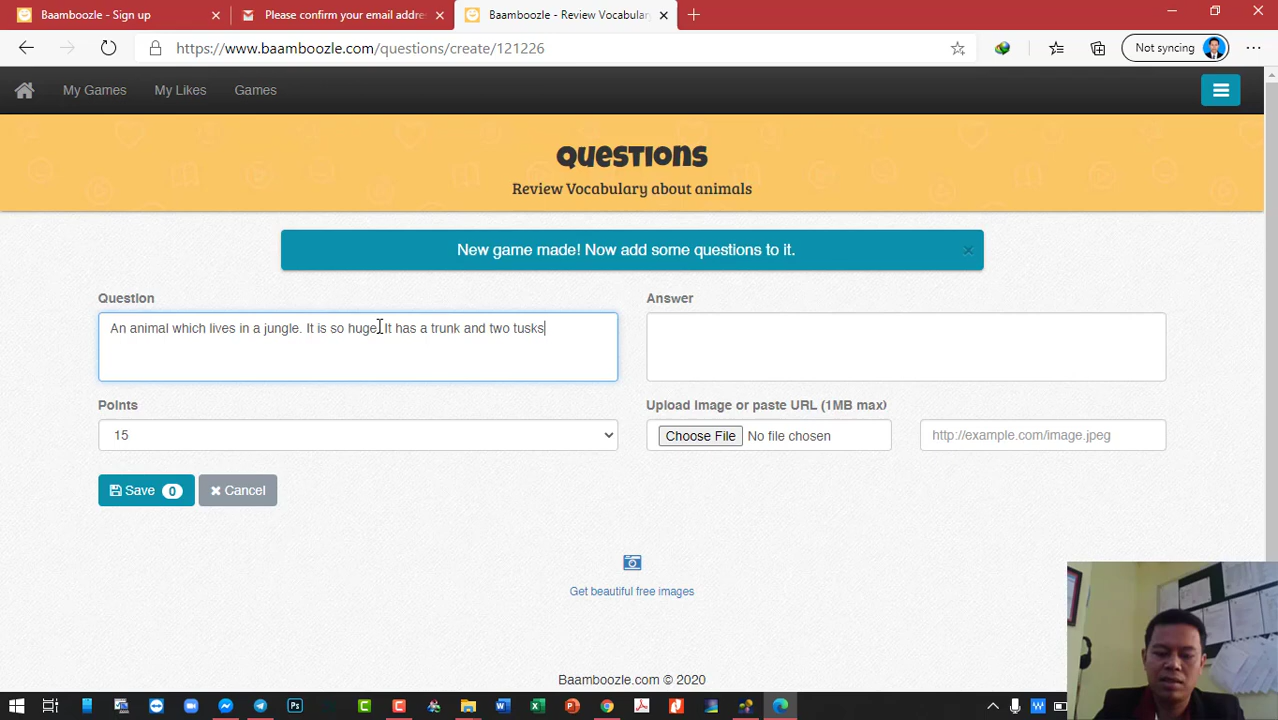 Baamboozle - Sign up
Please confirm your email addre
Baamboozle - Review Vocabulary
https://www.baamboozle.com/questions/create/121226
Not syncing
My Games
My Likes
Games
Questions
Review Vocabulary about animals
New game made! Now add some questions to it.
×
Question
Answer
An animal which lives in a jungle. It is so huge. It has a trunk and two tusks
Points
Upload Image or paste URL (1MB max)
15
Choose File No file chosen
http://example.com/image.jpeg
Save 0
Cancel
Get beautiful free images
Baamboozle.com © 2020